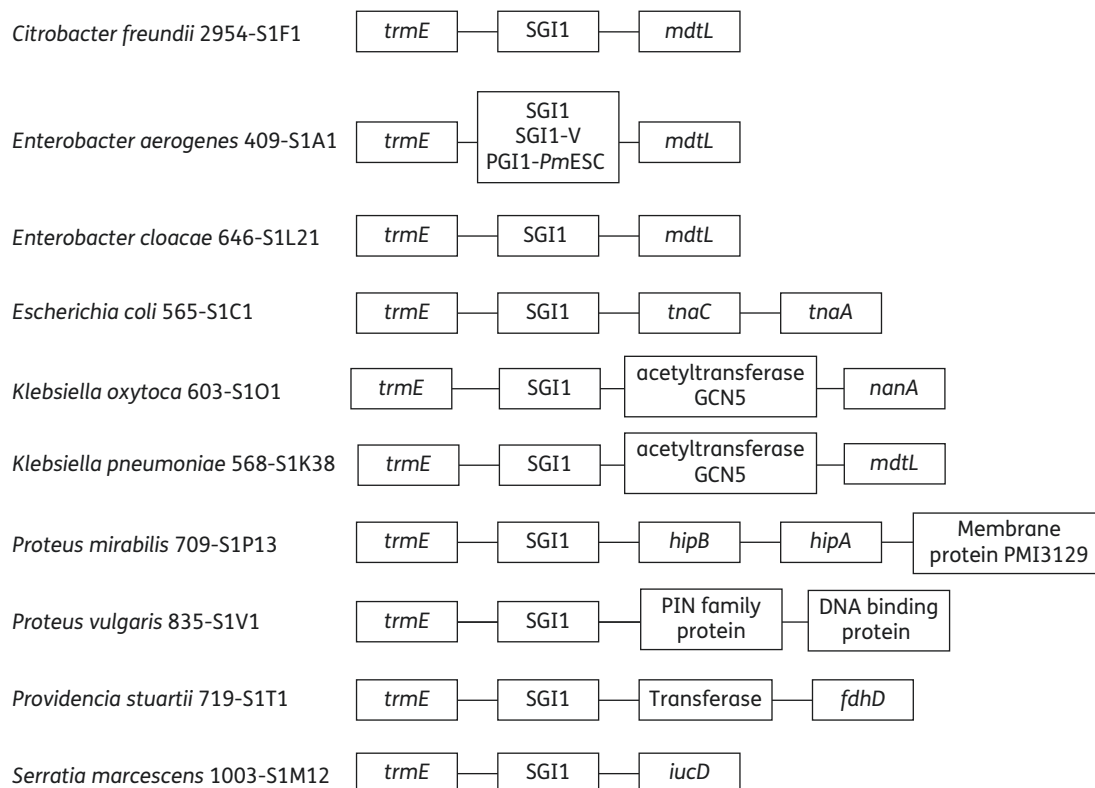 Citrobacter freundii 2954-S1F1 trmE SGI1 mdtL
Enterobacter aerogenes 409-S1A1 trmE SGI1
SGI1-V
PGI1-PmESC mdtL
Enterobacter cloacae 646-S1L21 trmE SGI1 mdtL
Escherichia coli 565-S1C1 trmE SGI1 tnaC tnaA
Klebsiella oxytoca 603-S1O1 trmE SGI1 acetyltransferase
GCN5 nanA
Klebsiella pneumoniae 568-S1K38 trmE SGI1 acetyltransferase
GCN5 mdtL
Proteus mirabilis 709-S1P13 trmE SGI1 hipB hipA Membrane
protein PMI3129
Proteus vulgaris 835-S1V1 trmE SGI1 PIN family
protein DNA binding
protein
Providencia stuartii 719-S1T1 trmE SGI1 Transferase fdhD
Serratia marcescens 1003-S1M12 trmE SGI1 iucD